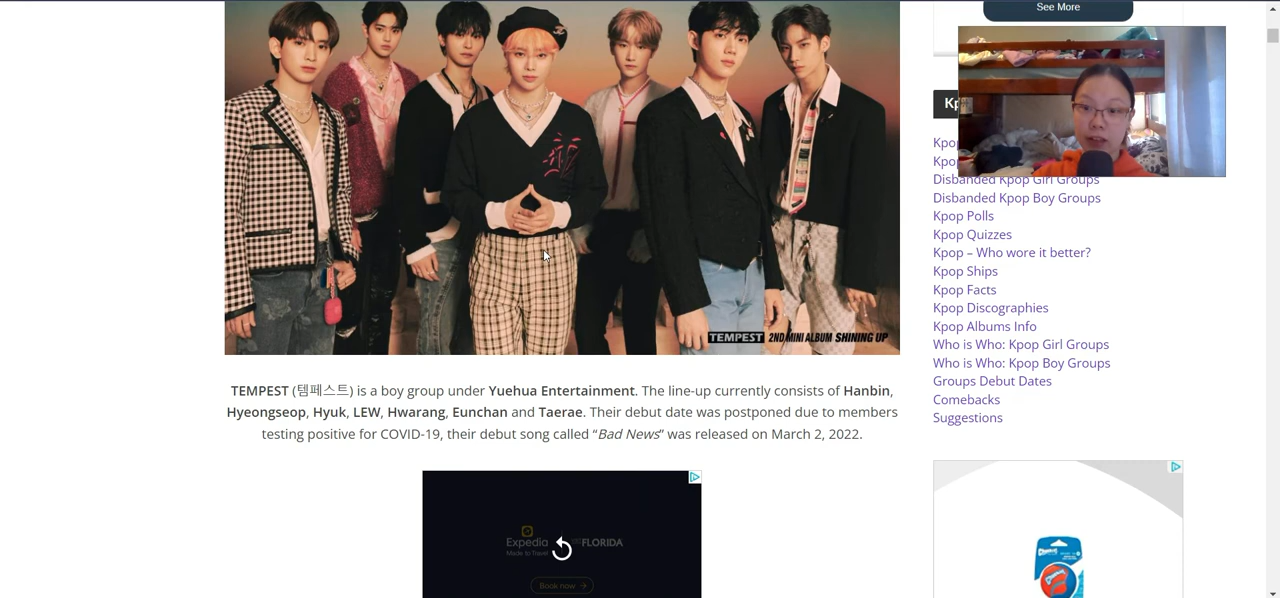 See More
TEMPEST 2ND MINI ALBUM SHINING UP
TEMPEST (템페스트) is a boy group under Yuehua Entertainment. The line-up currently consists of Hanbin,
Hyeongseop, Hyuk, LEW, Hwarang, Eunchan and Taerae. Their debut date was postponed due to members
testing positive for COVID-19, their debut song called “Bad News” was released on March 2, 2022.
Expedia
Made to Travel
FLORIDA
Book now
Disbanded Kpop Girl Groups
Disbanded Kpop Boy Groups
Kpop Polls
Kpop Quizzes
Kpop – Who wore it better?
Kpop Ships
Kpop Facts
Kpop Discographies
Kpop Albums Info
Who is Who: Kpop Girl Groups
Who is Who: Kpop Boy Groups
Groups Debut Dates
Comebacks
Suggestions